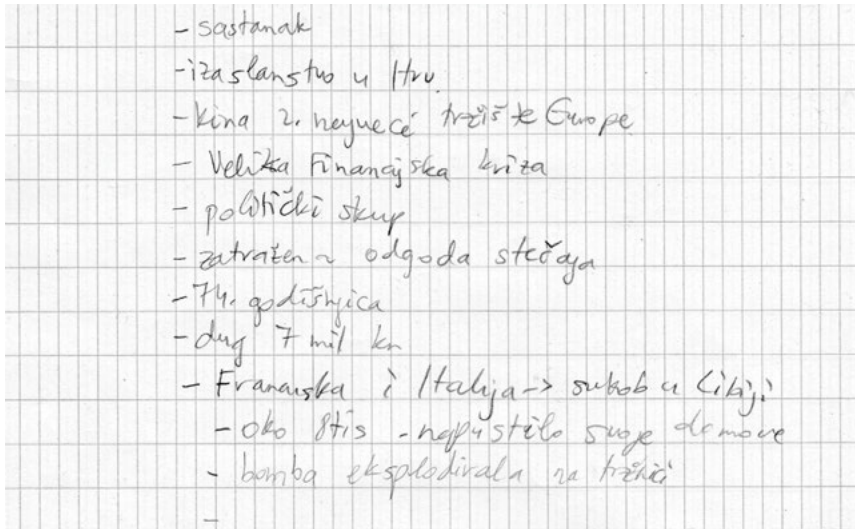 - sastanak
- izaslanstvo u Hrv.
- Kina 2. najveće tržište Europe
- Velika Financijska kriza
- politički skup
- zatražena odgoda stečaja
- 74. godišnjica
- dug 7 mil kn
- Francuska i Italija -> sukob u Libiji
- oko 8tis - napustilo svoje domove
- bomba eksplodirala na tržnici
-